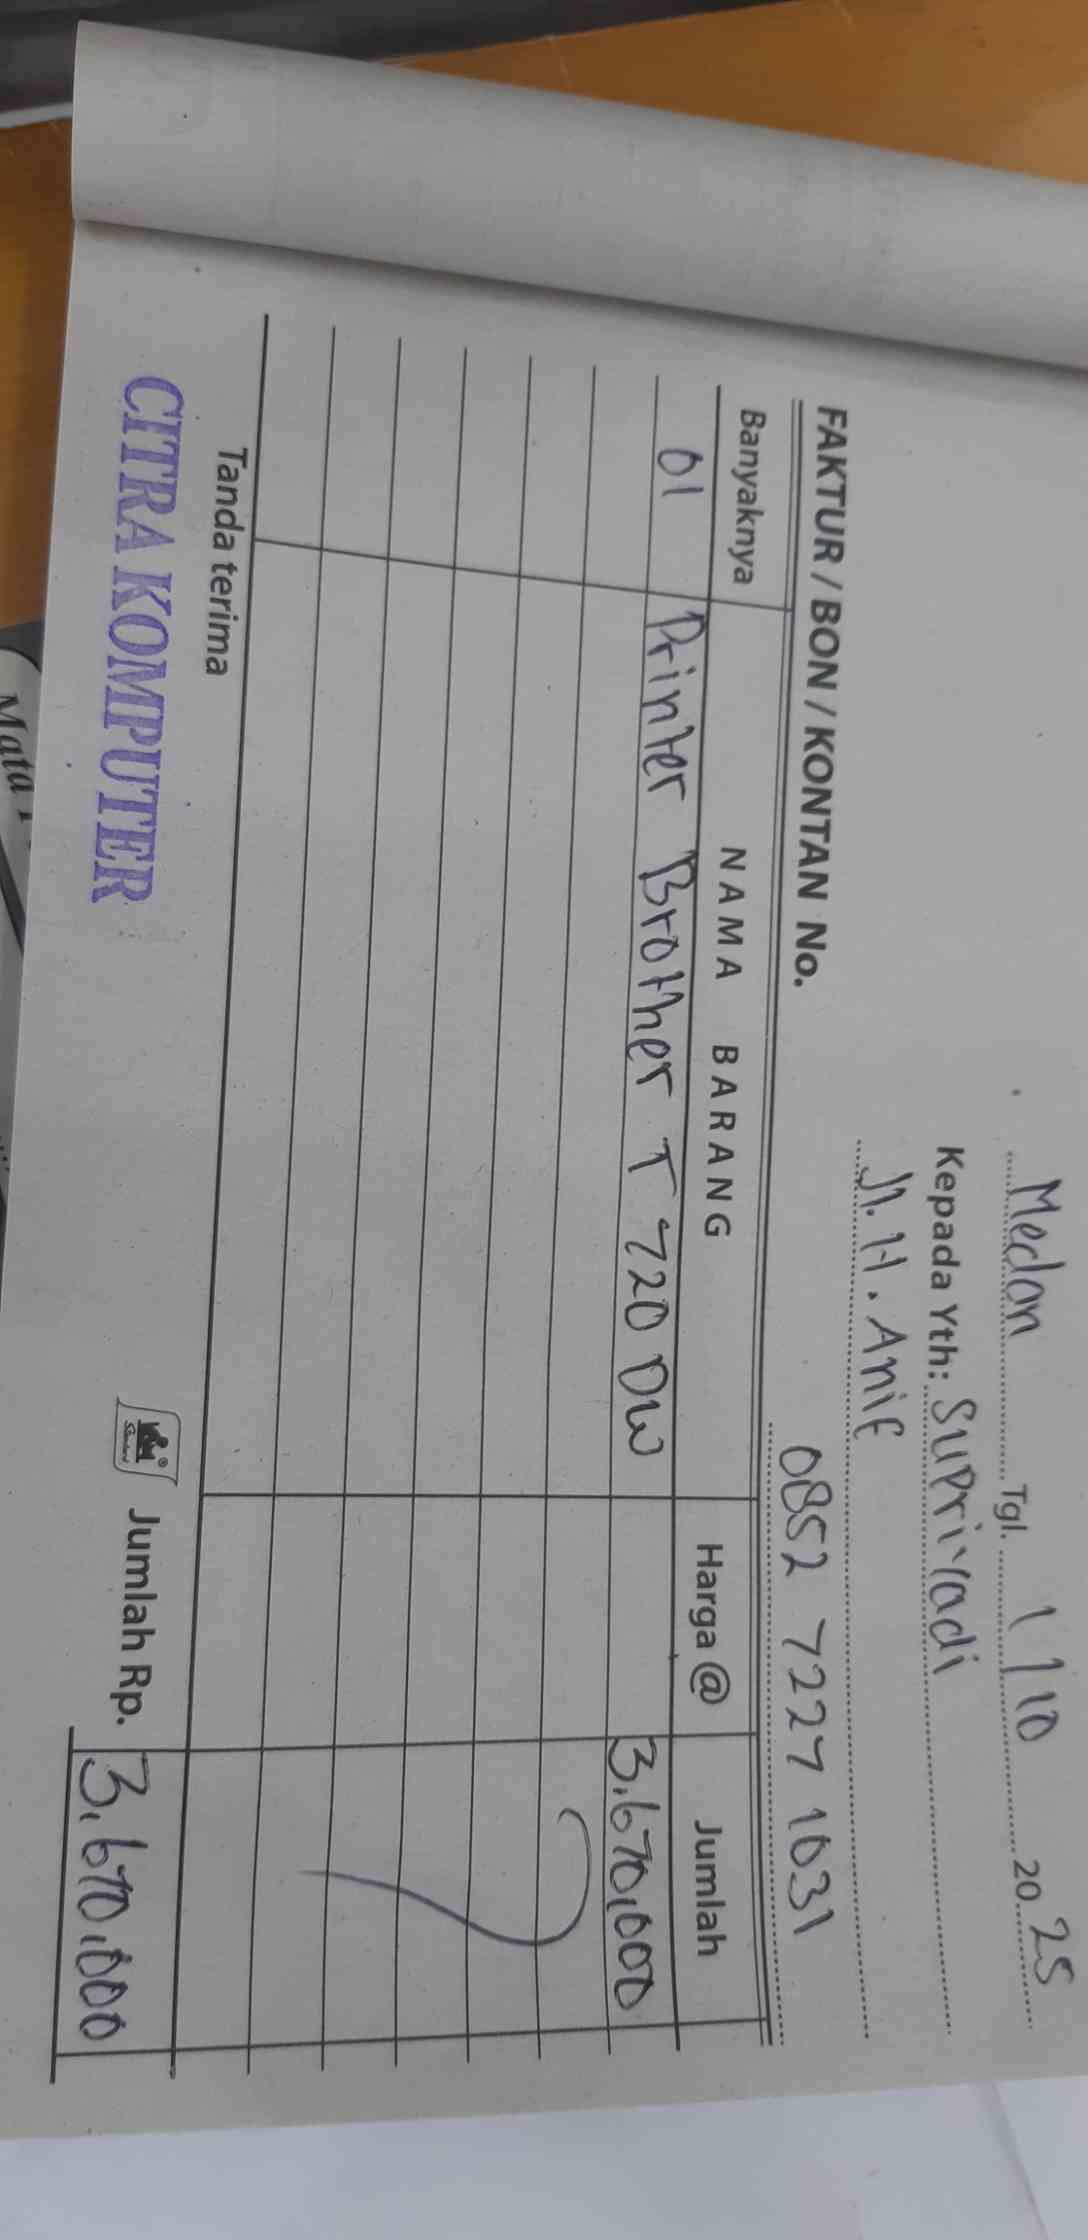 Medan Tgl. 1/10 2025
Kepada Yth: Supriyadi
Jl. H. Anif
0852 7227 1031
FAKTUR / BON / KONTAN No.
Banyaknya NAMA BARANG Harga @ Jumlah
01 Printer Brother T 720 DW 3.670.000
Tanda terima
Jumlah Rp. 3.670.000
CITRA KOMPUTER
Mata